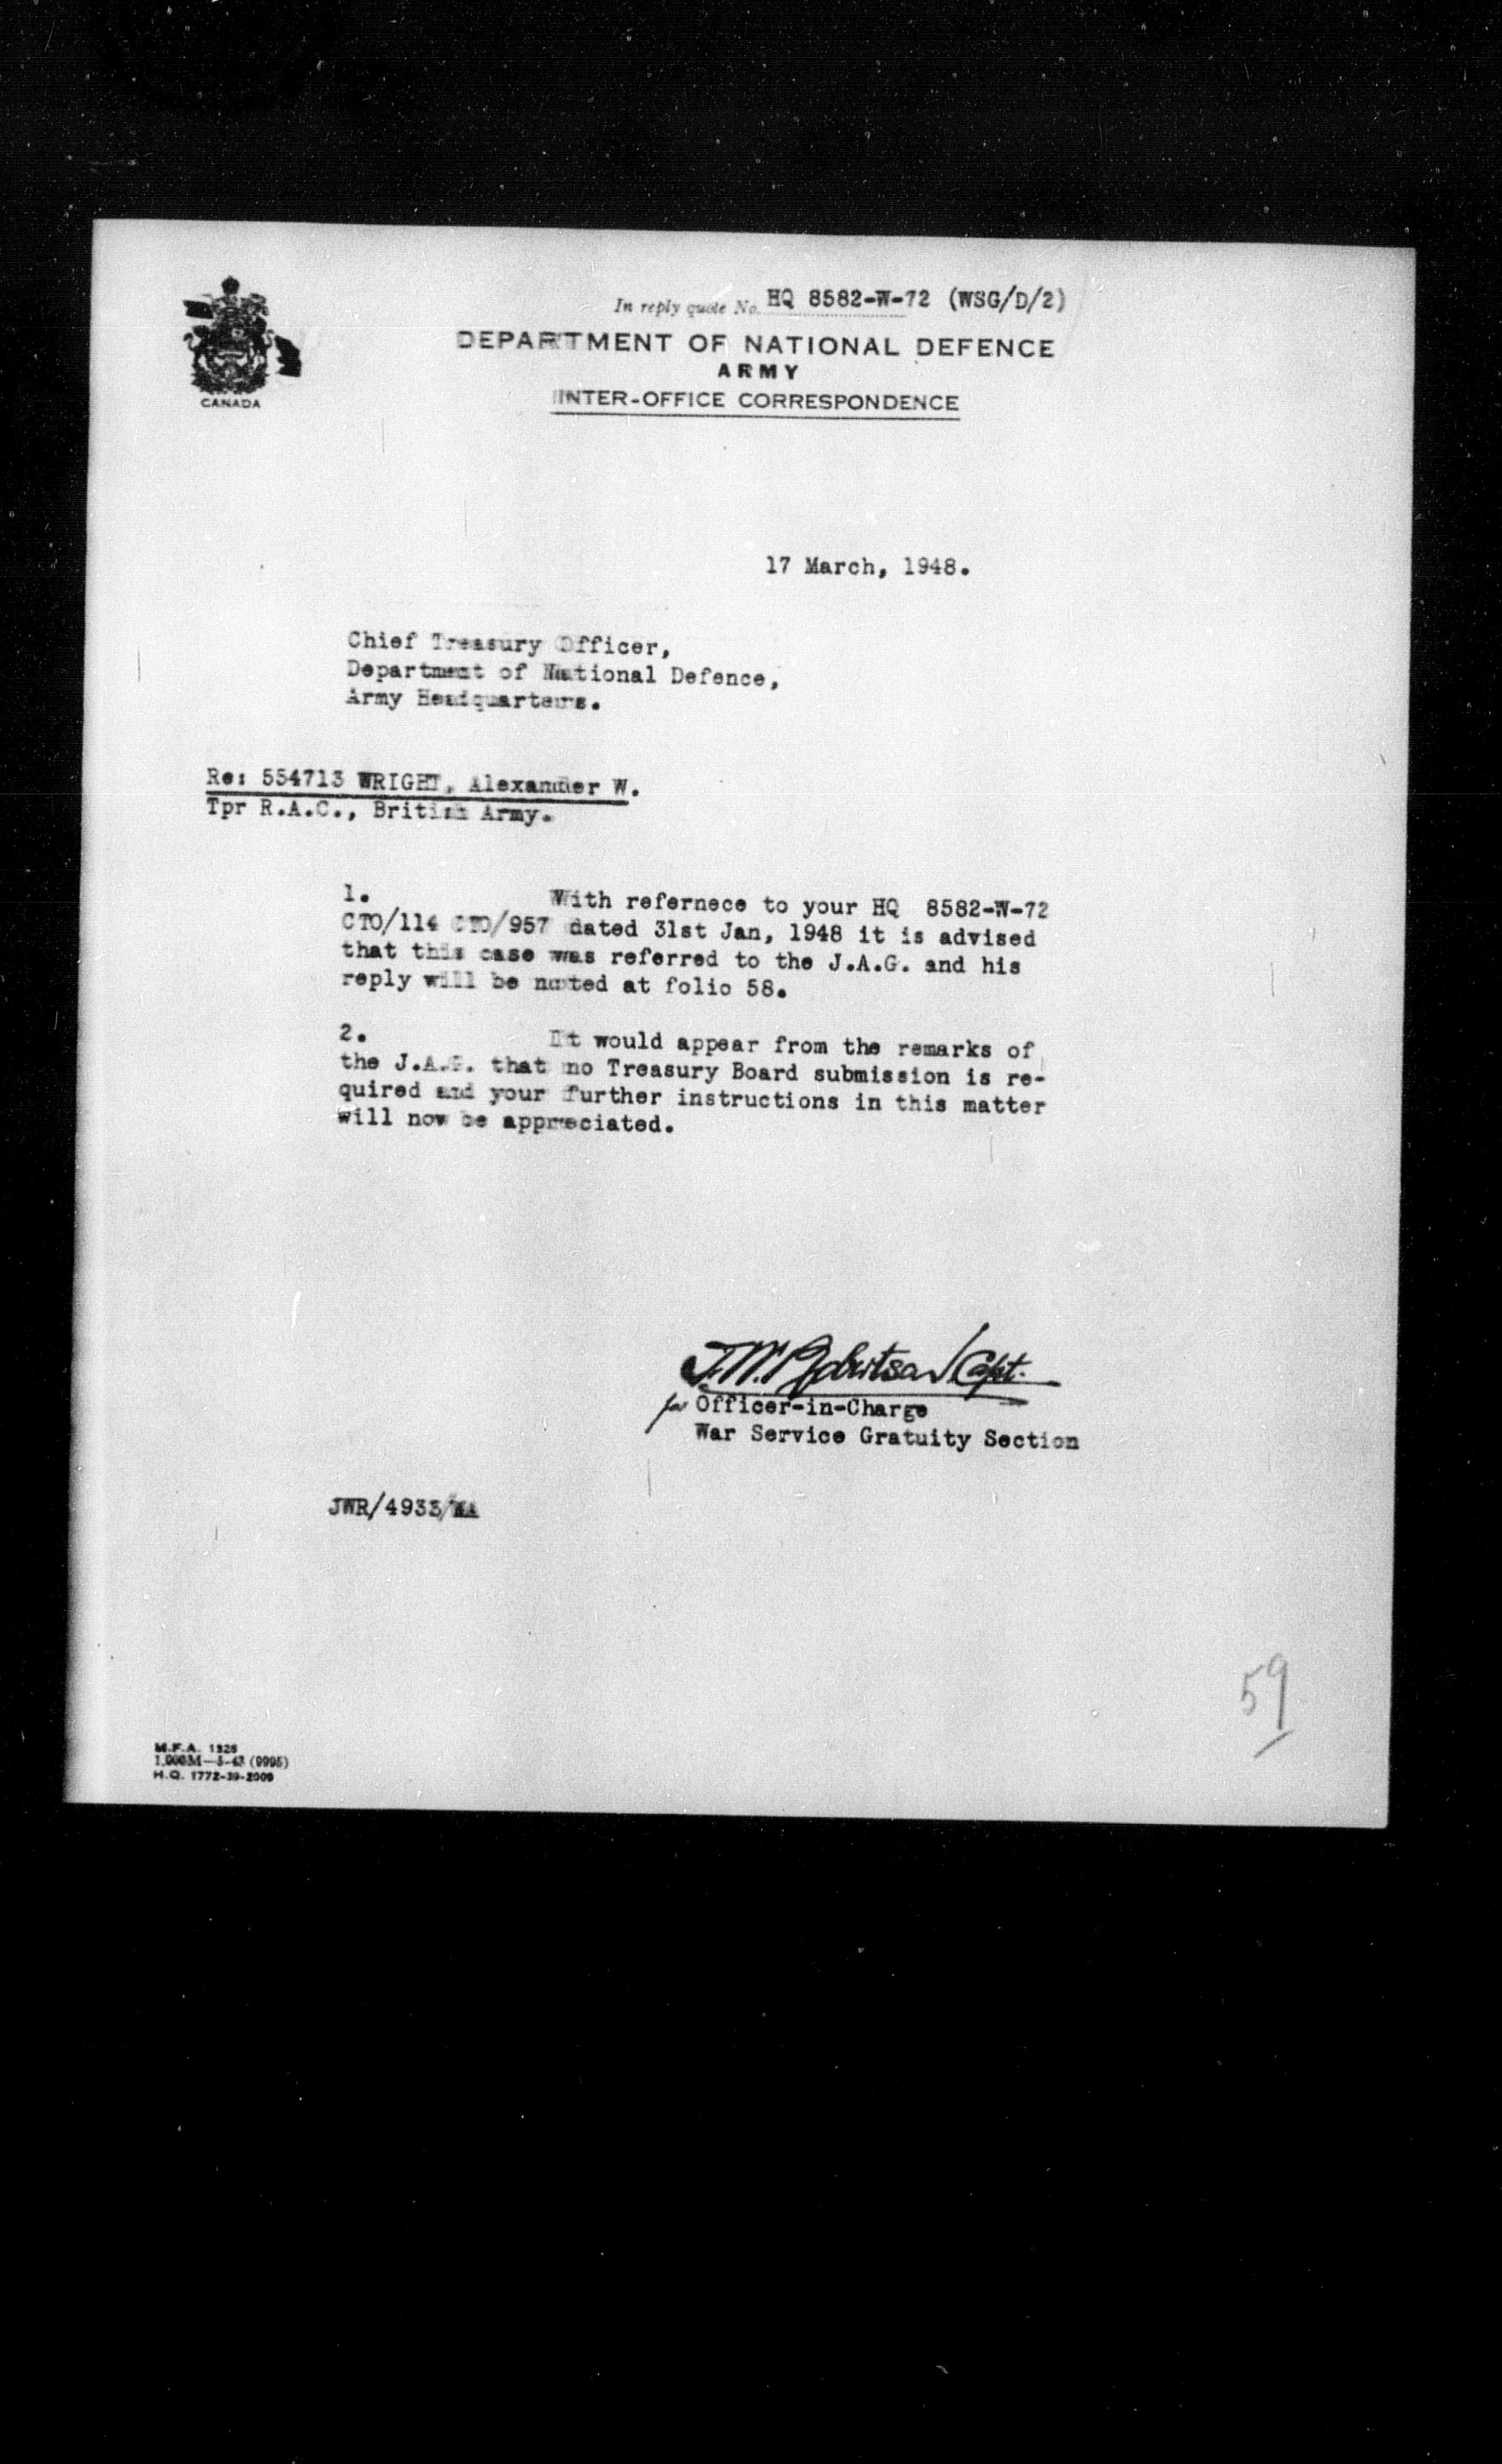 In reply quote No. HQ 8582-W-72 (WSG/D/2)
DEPARTMENT OF NATIONAL DEFENCE
ARMY
INTER-OFFICE CORRESPONDENCE
CANADA
17 March, 1948.
Chief Treasury Officer,
Department of National Defence,
Army Headquarters.
Re: 554713 WRIGHT, Alexander W.
Tpr R.A.C., British Army.
1. With refernece to your HQ 8582-W-72
CTO/114 CTO/957 dated 31st Jan, 1948 it is advised
that this case was referred to the J.A.G. and his
reply will be noted at folio 58.
2. It would appear from the remarks of
the J.A.G. that no Treasury Board submission is re-
quired and your further instructions in this matter
will now be appreciated.
J.W. Robertson Capt.
for Officer-in-Charge
War Service Gratuity Section
JWR/4933/
59
M.F.A. 1326
(9995)
H.Q. 1772-39-2009